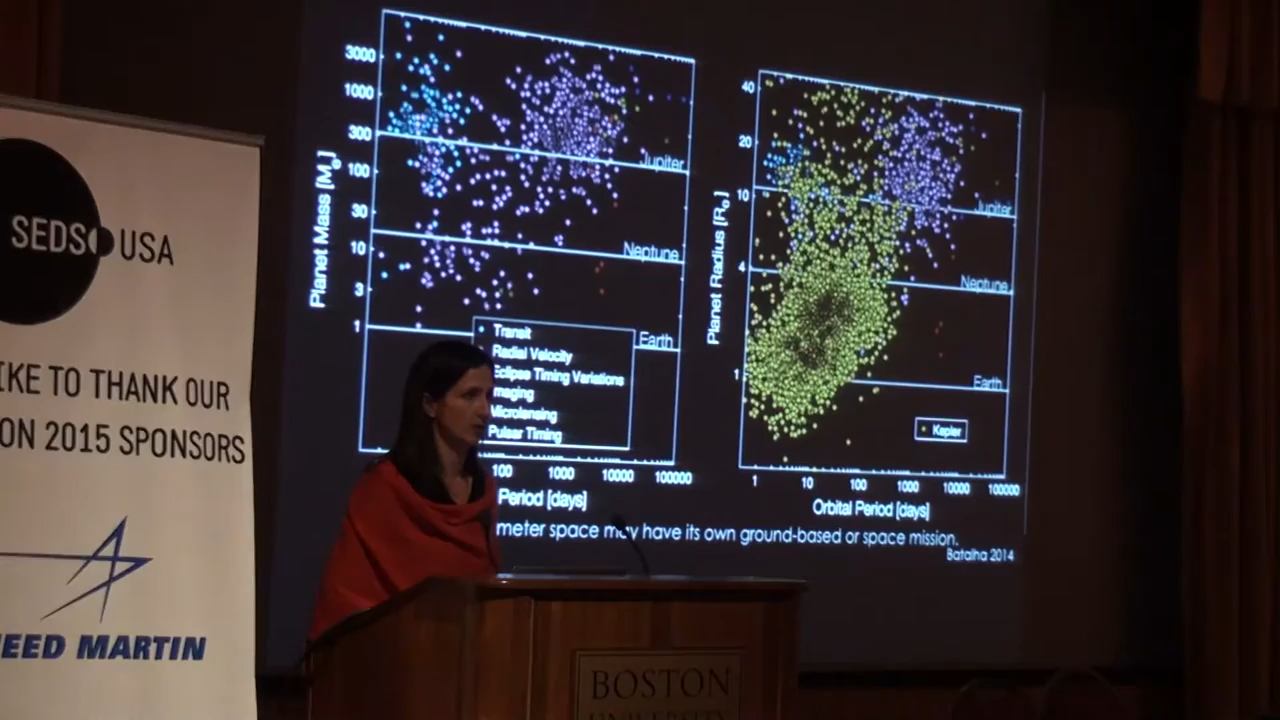 SEDS USA
IKE TO THANK OUR
ON 2015 SPONSORS
EED MARTIN
Planet Mass [M⊕]
3000
1000
300
100
30
10
3
1
Jupiter
Neptune
Earth
Transit
Radial Velocity
Eclipse Timing Variations
maging
Microlensing
Pulsar Timing
100 1000 10000 100000
Period [days]
Planet Radius [R⊕]
40
20
10
4
1
Jupiter
Neptune
Earth
Kepler
1 10 100 1000 10000 100000
Orbital Period [days]
meter space may have its own ground-based or space mission.
Batalha 2014
BOSTON
UNIVERSITY